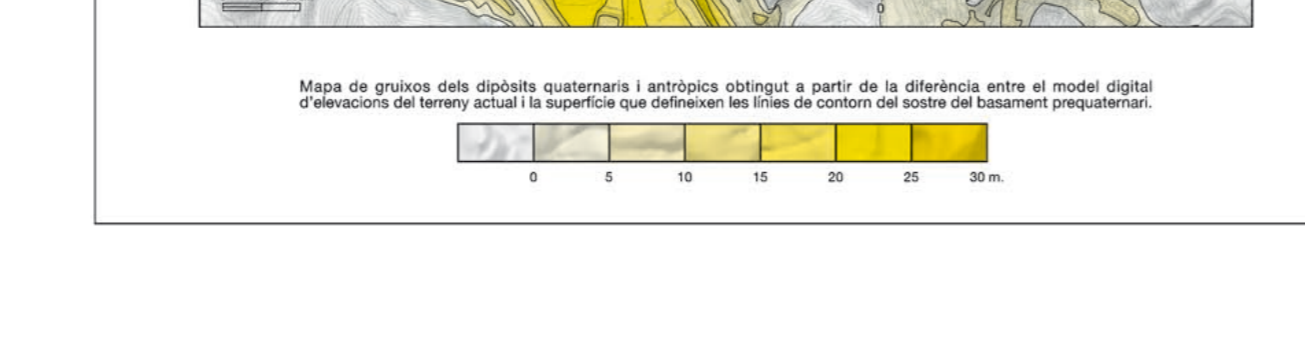 Mapa de gruixos dels dipòsits quaternaris i antròpics obtingut a partir de la diferència entre el model digital
d'elevacions del terreny actual i la superfície que defineixen les línies de contorn del sostre del basament prequaternari.
0 5 10 15 20 25 30 m.